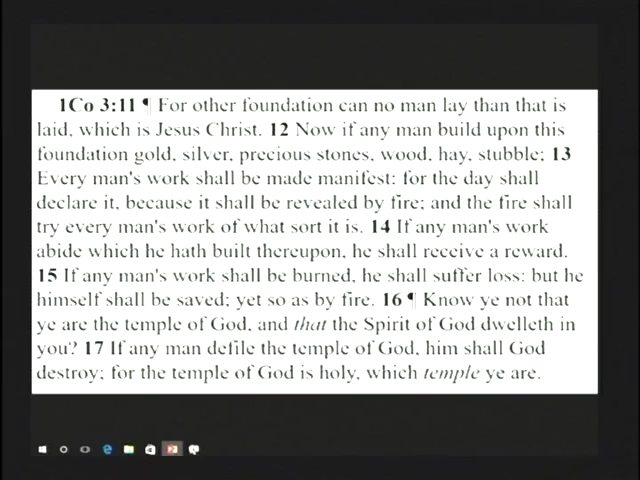 1Co 3:11 ¶ For other foundation can no man lay than that is
laid, which is Jesus Christ. 12 Now if any man build upon this
foundation gold, silver, precious stones, wood, hay, stubble; 13
Every man's work shall be made manifest: for the day shall
declare it, because it shall be revealed by fire; and the fire shall
try every man's work of what sort it is. 14 If any man's work
abide which he hath built thereupon, he shall receive a reward.
15 If any man's work shall be burned, he shall suffer loss: but he
himself shall be saved; yet so as by fire. 16 ¶ Know ye not that
ye are the temple of God, and that the Spirit of God dwelleth in
you? 17 If any man defile the temple of God, him shall God
destroy; for the temple of God is holy, which temple ye are.